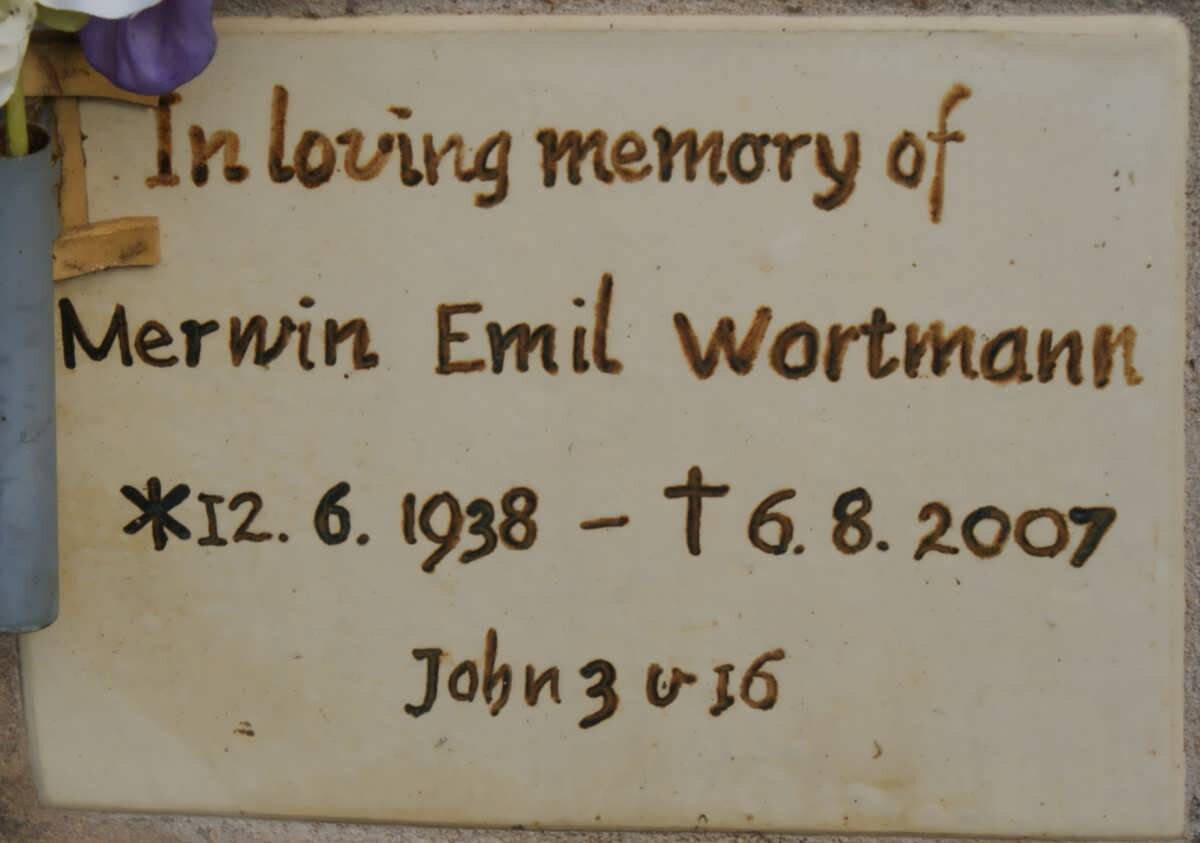 In loving memory of
Merwin Emil Wortmann
*12. 6. 1938 - †6. 8. 2007
John 3 v 16